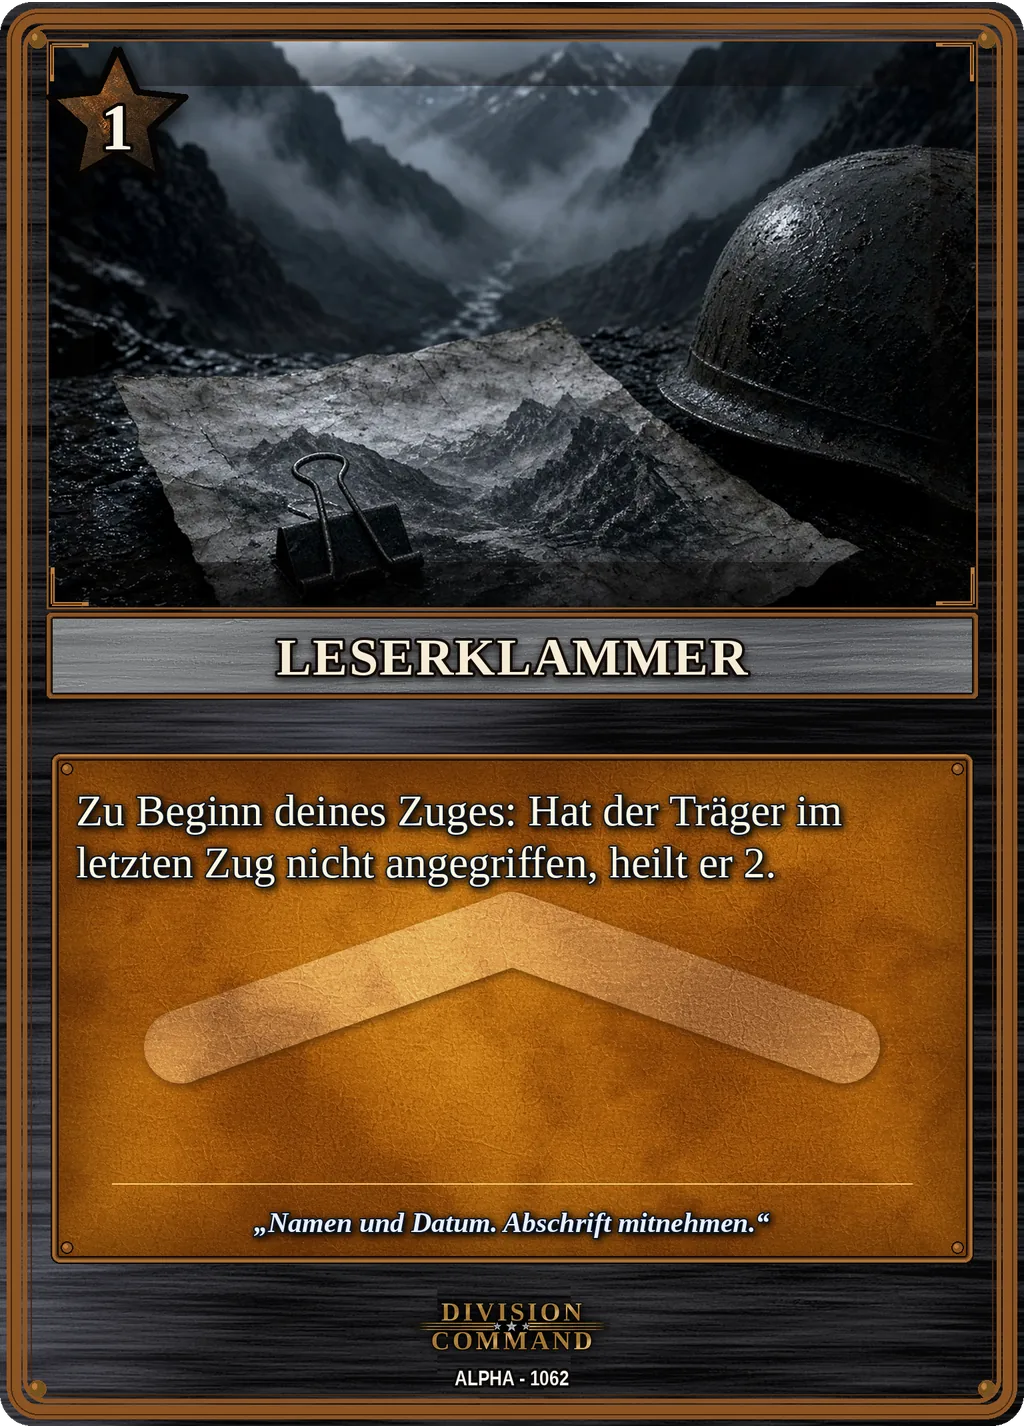 1
LESERKLAMMER
Zu Beginn deines Zuges: Hat der Träger im
letzten Zug nicht angegriffen, heilt er 2.
„Namen und Datum. Abschrift mitnehmen.“
DIVISION
COMMAND
ALPHA - 1062